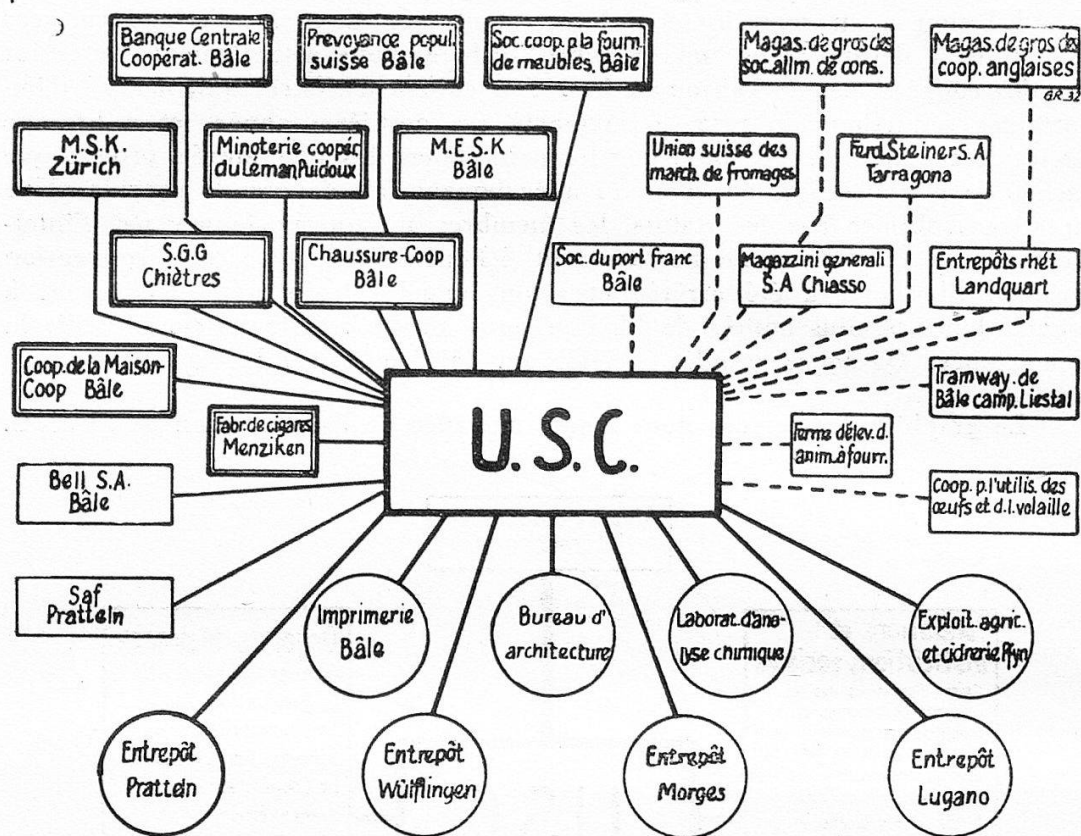 Banque Centrale
Coopérat. Bâle
Prevoyance popul.
suisse Bâle
Soc. coop. p.la fourn.
de meubles. Bâle
Magas. de gros des
soc. allm. de cons.
Magas. de gros des
coop. anglaises
GR.32
M.S.K.
Zürich
Minoterie coopér.
du Léman Puidoux
M.E.S.K
Bâle
Union suisse des
march. de fromages
Ferd. Steiner S. A.
Tarragona
S.G.G
Chiètres
Chaussure-Coop
Bâle
Soc. du port franc
Bâle
Magazzini generali
S.A Chiasso
Entrepôts rhét
Landquart
Coop. de la Maison-
Coop Bâle
Fabr. de cigares
Menziken
U.S.C.
Ferme d'élev. d.
anim. à fourr.
Tramway. de
Bâle camp. Liestal
Bell S.A.
Bâle
Coop. p. l'utilis. des
œufs et d. l. volaille
Saf
Pratteln
Imprimerie
Bâle
Bureau d'
architecture
Laborat. d'ana-
lyse chimique
Exploit. agric.
et cidrerie Pfyn
Entrepôt
Pratteln
Entrepôt
Wülflingen
Entrepôt
Morges
Entrepôt
Lugano